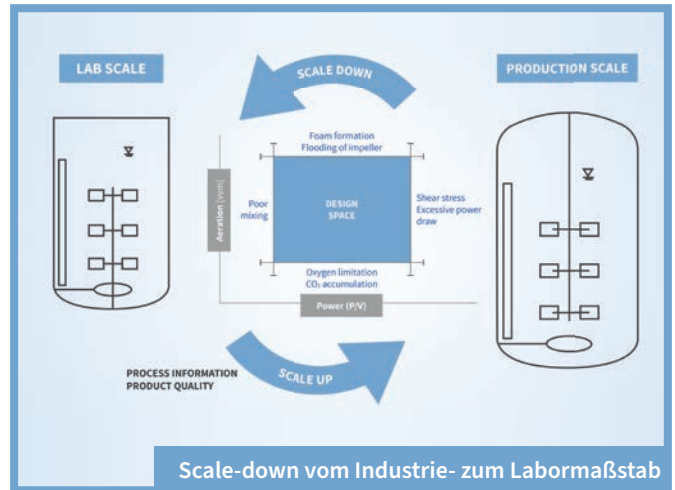 LAB SCALE
SCALE DOWN
PRODUCTION SCALE
Foam formation
Flooding of impeller
Aeration [vvm]
Poor
mixing
DESIGN
SPACE
Shear stress
Excessive power
draw
Oxygen limitation
CO₂ accumulation
Power (P/V)
PROCESS INFORMATION
PRODUCT QUALITY
SCALE UP
Scale-down vom Industrie- zum Labormaßstab